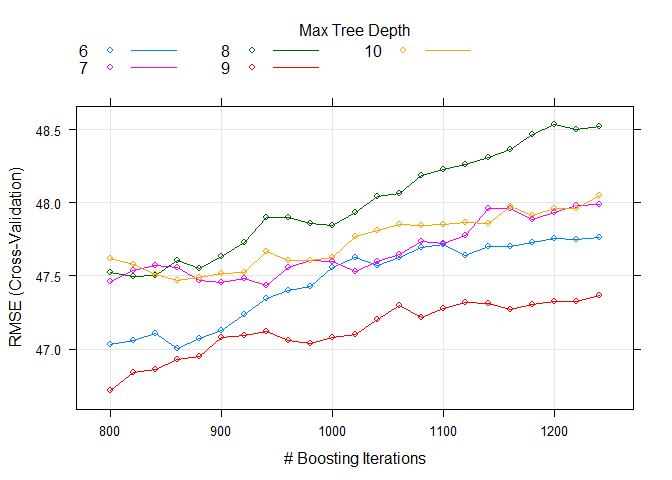 Max Tree Depth
6 8 10
7 9
48.5
48.0
47.5
47.0
RMSE (Cross-Validation)
800 900 1000 1100 1200
# Boosting Iterations